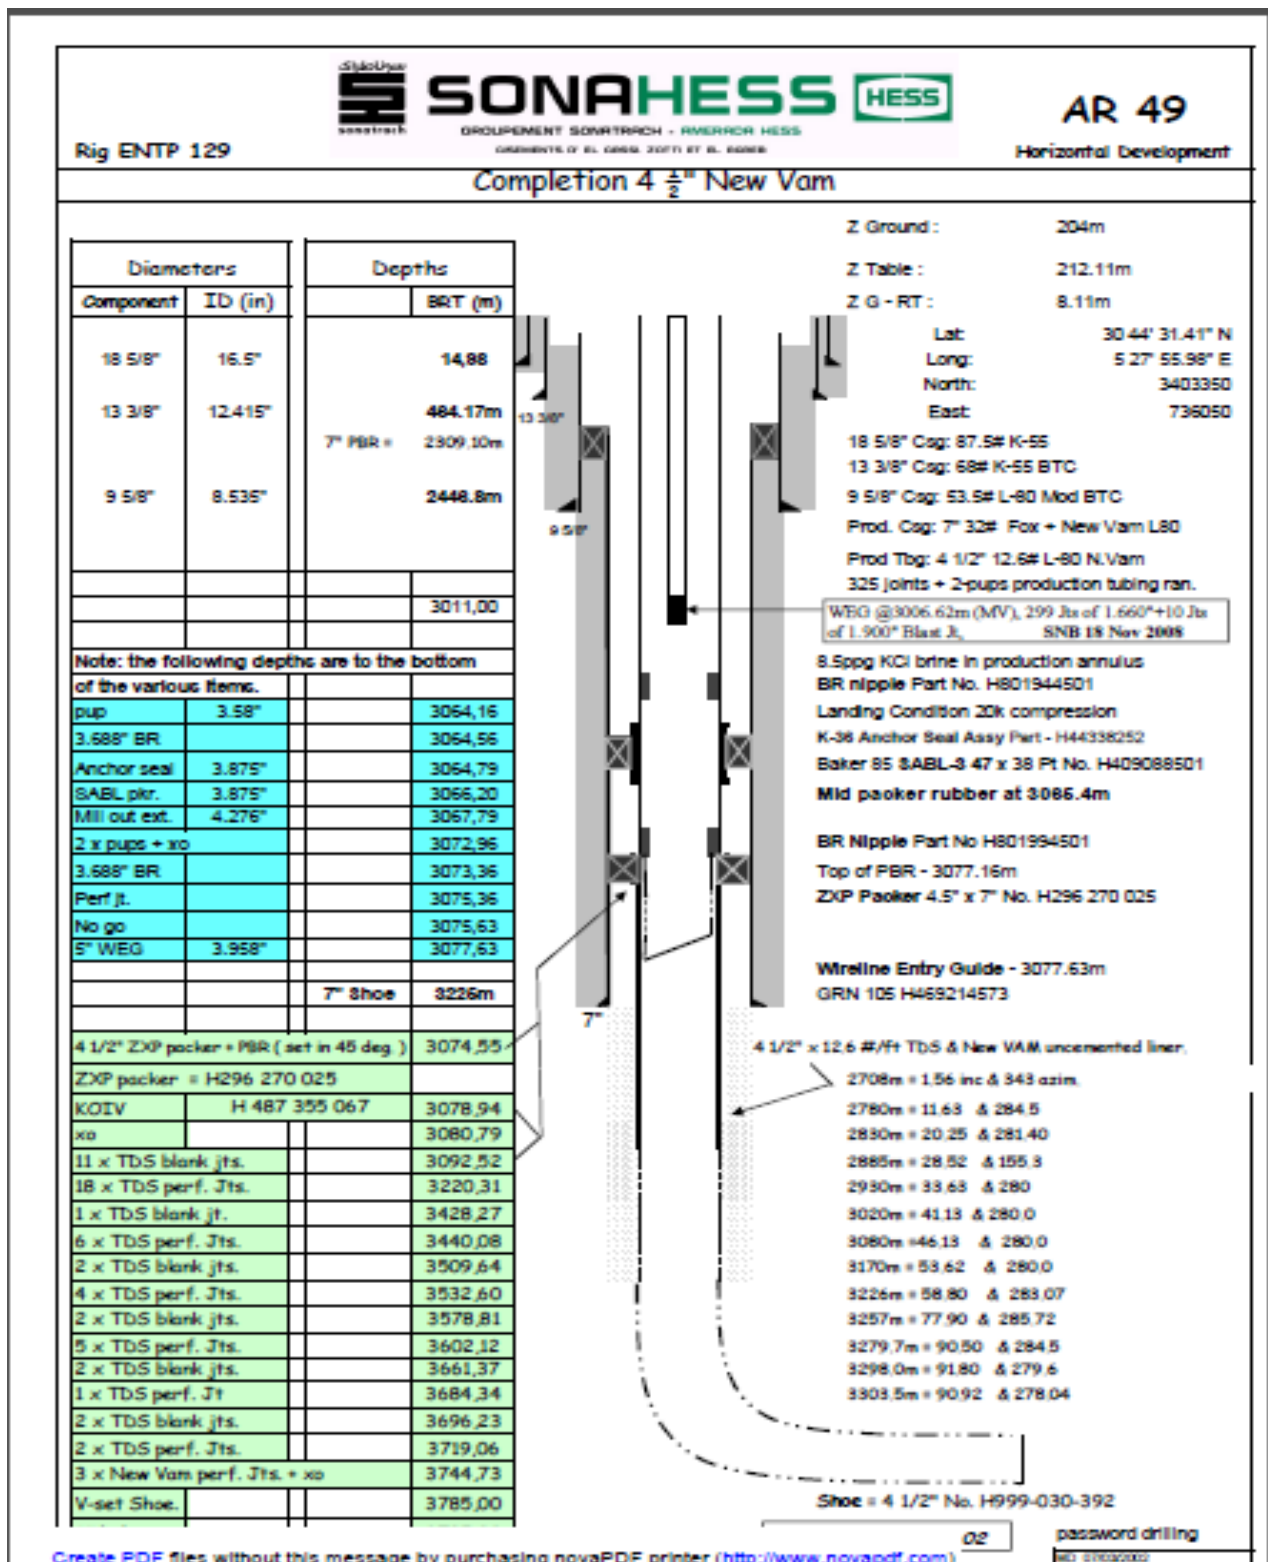 sonatrach
SONAHESS
HESS
GROUPEMENT SONATRACH - AMERADA HESS
GISEMENTS D' EL GASSI, ZOTTI ET EL AGREB
AR 49
Rig ENTP 129
Horizontal Development
Completion 4 1/2" New Vam
Diameters Depths
Component ID (in) BRT (m)
18 5/8" 16.5" 14,98
13 3/8" 12.415" 484.17m
7" PBR = 2309.10m
9 5/8" 8.535" 2446.8m
3011,00
Note: the following depths are to the bottom
of the various items.
pup 3.58" 3064,16
3.688" BR 3064,56
Anchor seal 3.875" 3064,79
SABL pkr. 3.875" 3066,20
Mill out ext. 4.276" 3067,79
2 x pups + xo 3072,96
3.688" BR 3073,36
Perf jt. 3075,36
No go 3075,63
5" WEG 3.958" 3077,63
7" Shoe 3226m
4 1/2" ZXP packer + PBR ( set in 45 deg. ) 3074,55
ZXP packer = H296 270 025
KOIV H 487 355 067 3078,94
xo 3080,79
11 x TDS blank jts. 3092,52
18 x TDS perf. Jts. 3220,31
1 x TDS blank jt. 3428,27
6 x TDS perf. Jts. 3440,08
2 x TDS blank jts. 3509,64
4 x TDS perf. Jts. 3532,60
2 x TDS blank jts. 3578,81
5 x TDS perf. Jts. 3602,12
2 x TDS blank jts. 3661,37
1 x TDS perf. Jt 3684,34
2 x TDS blank jts. 3696,23
2 x TDS perf. Jts. 3719,06
3 x New Vam perf. Jts. + xo 3744,73
V-set Shoe. 3785,00
13 3/8"
9 5/8"
7"
Z Ground : 204m
Z Table : 212.11m
Z G - RT : 8.11m
Lat: 30 44' 31.41" N
Long: 5 27' 55.98" E
North: 3403350
East: 736050
18 5/8" Csg: 87.5# K-55
13 3/8" Csg: 68# K-55 BTC
9 5/8" Csg: 53.5# L-80 Mod BTC
Prod. Csg: 7" 32# Fox + New Vam L80
Prod Tbg: 4 1/2" 12.6# L-80 N.Vam
325 joints + 2-pups production tubing ran.
WEG @3006.62m (MV), 299 Jts of 1.660"+10 Jts
of 1.900" Blast Jt, SNB 18 Nov 2008
8.5ppg KCl brine in production annulus
BR nipple Part No. H801944501
Landing Condition 20k compression
K-36 Anchor Seal Assy Part - H44338252
Baker 85 SABL-3 47 x 38 Pt No. H409088501
Mid packer rubber at 3065.4m
BR Nipple Part No H801994501
Top of PBR - 3077.16m
ZXP Packer 4.5" x 7" No. H296 270 025
Wireline Entry Guide - 3077.63m
GRN 105 H469214573
4 1/2" x 12,6 #/ft TDS & New VAM uncemented liner.
2708m = 1,56 inc & 343 azim.
2780m = 11,63 & 284.5
2830m = 20,25 & 281,40
2885m = 28,52 & 155,3
2930m = 33,63 & 280
3020m = 41,13 & 280,0
3080m =46,13 & 280,0
3170m = 53,62 & 280,0
3226m = 58,80 & 283,07
3257m = 77,90 & 285,72
3279,7m = 90,50 & 284,5
3298,0m = 91,80 & 279,6
3303,5m = 90,92 & 278,04
Shoe = 4 1/2" No. H999-030-392
02
password drilling
Create PDF files without this message by purchasing novaPDF printer (http://www.novapdf.com)